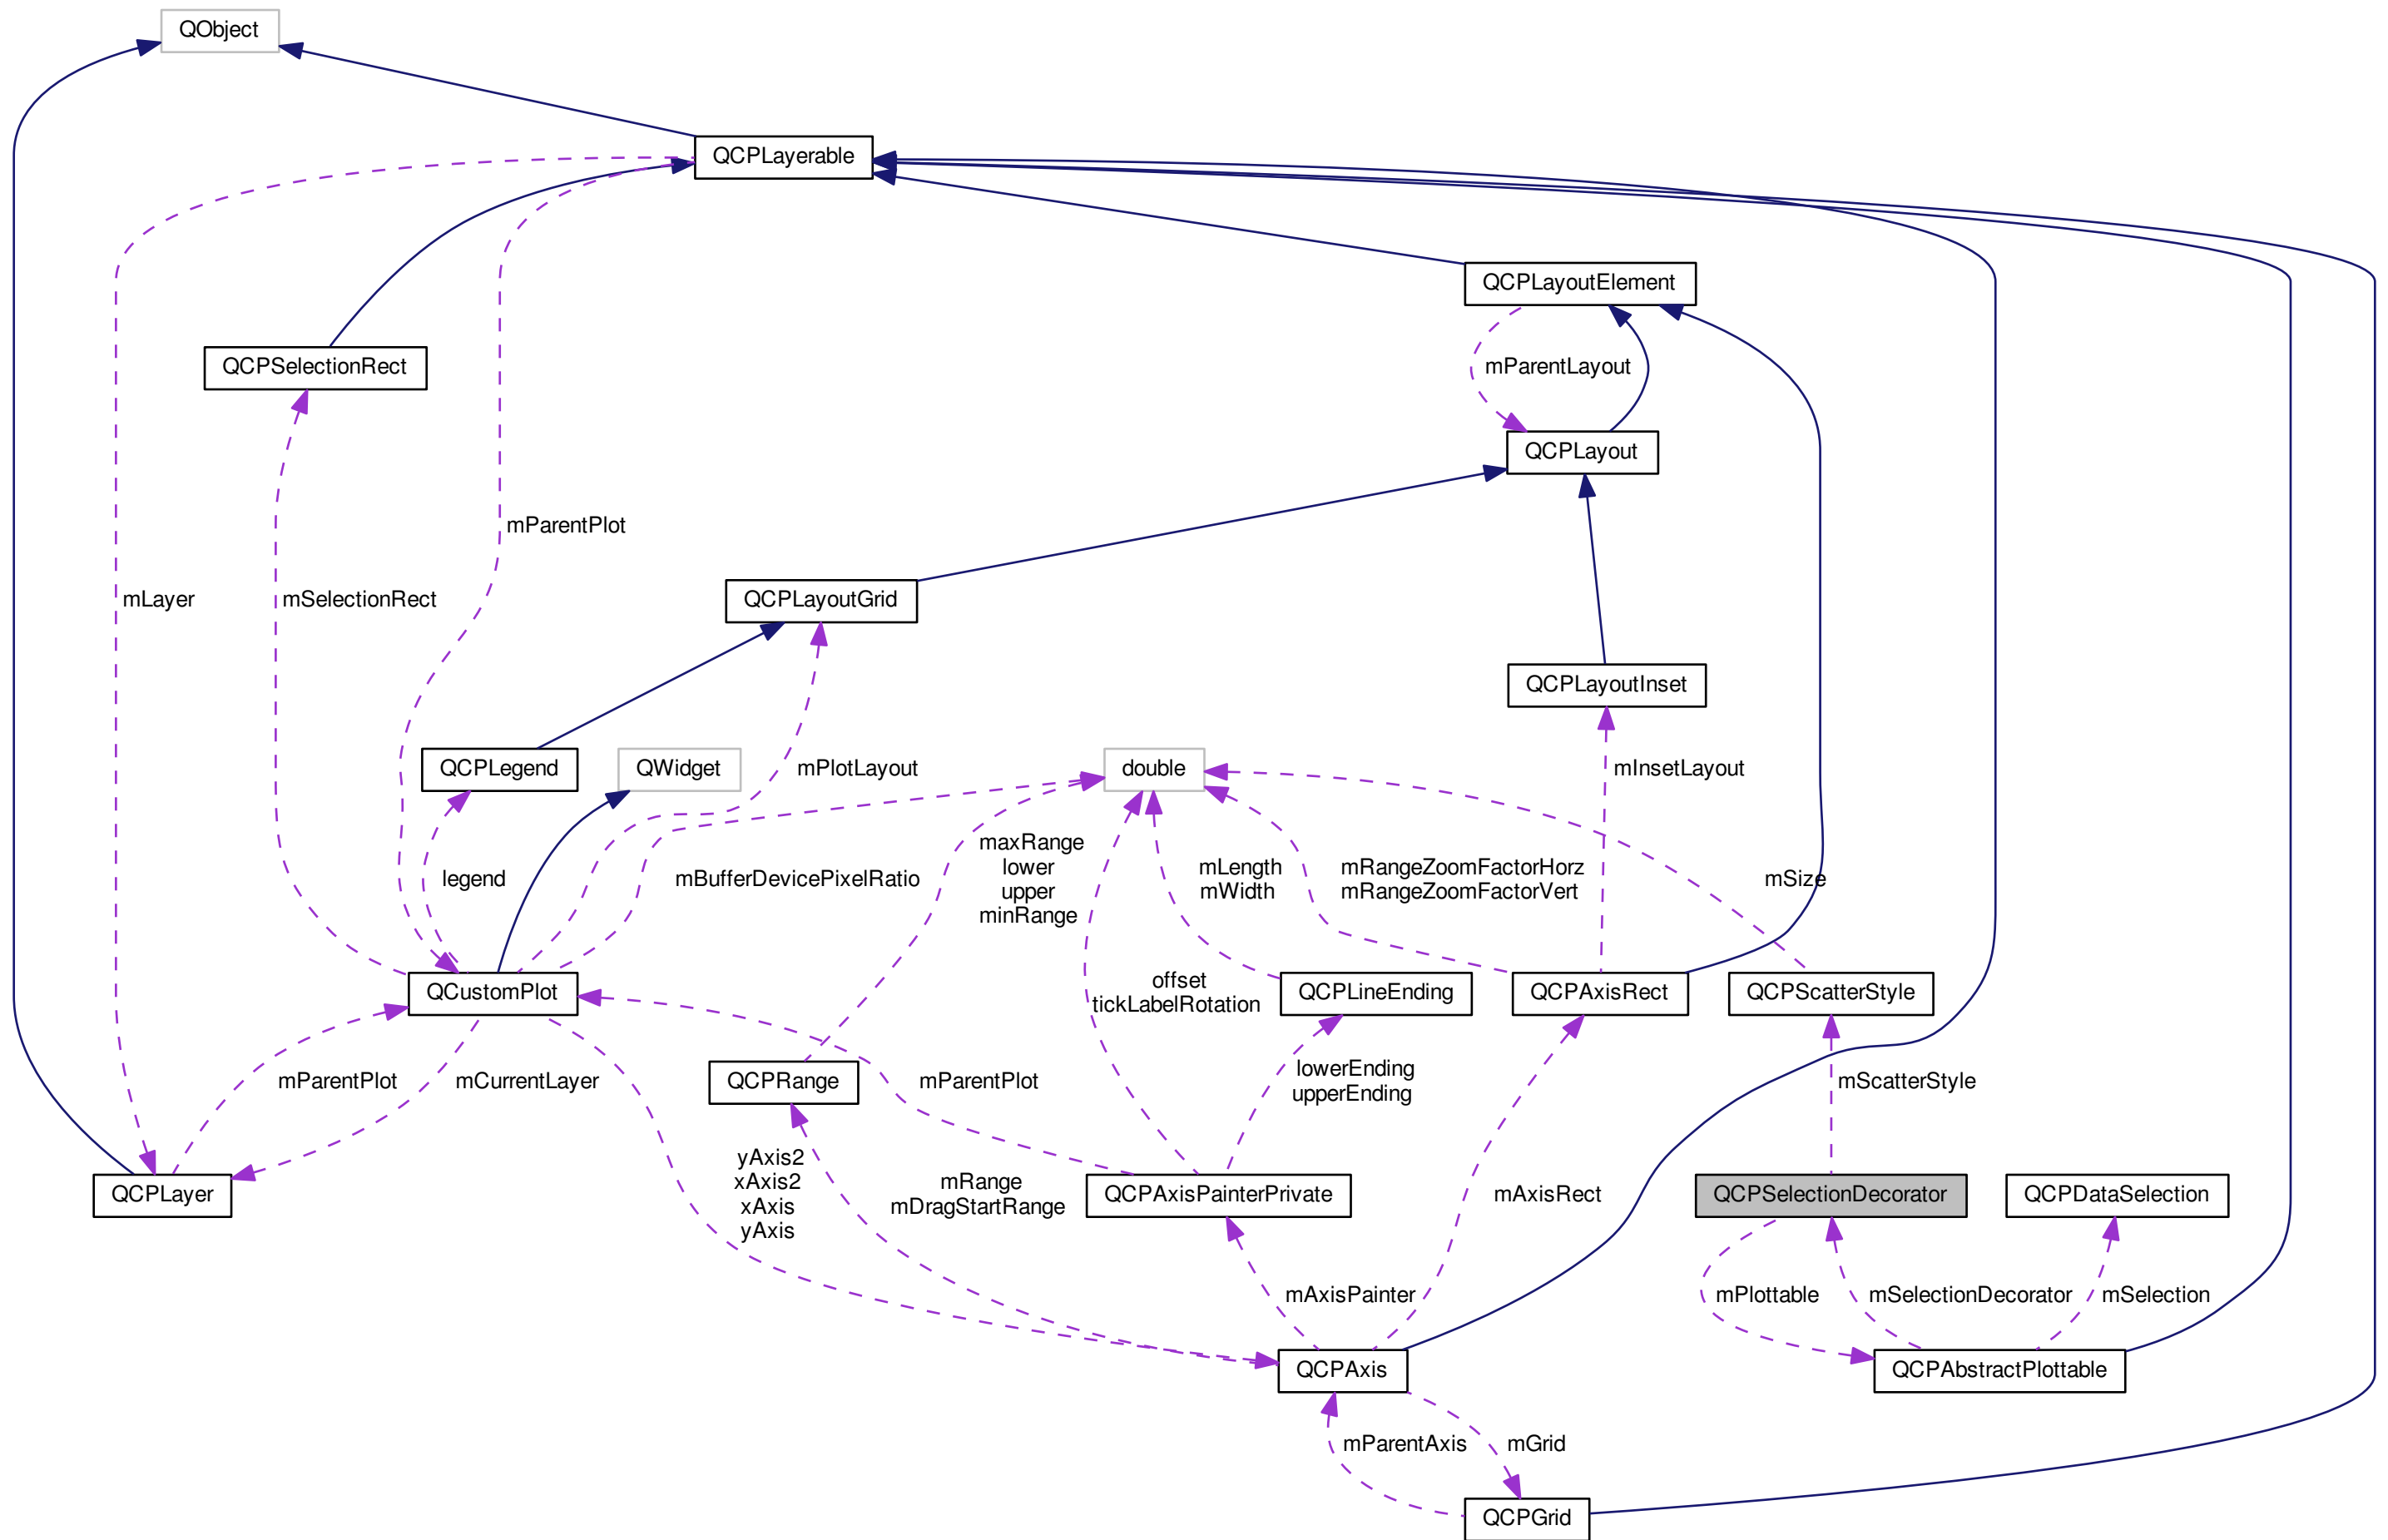 QObject
QCPLayerable
QCPLayoutElement
QCPSelectionRect
mParentLayout
QCPLayout
mParentPlot
mLayer
mSelectionRect
QCPLayoutGrid
QCPLayoutInset
QCPLegend
QWidget
mPlotLayout
double
mInsetLayout
legend
mBufferDevicePixelRatio
maxRange
lower
upper
minRange
mLength
mWidth
mRangeZoomFactorHorz
mRangeZoomFactorVert
mSize
QCustomPlot
offset
tickLabelRotation
QCPLineEnding
QCPAxisRect
QCPScatterStyle
mParentPlot
mCurrentLayer
QCPRange
mParentPlot
lowerEnding
upperEnding
mScatterStyle
QCPLayer
yAxis2
xAxis2
xAxis
yAxis
mRange
mDragStartRange
QCPAxisPainterPrivate
mAxisRect
QCPSelectionDecorator
QCPDataSelection
mAxisPainter
mPlottable
mSelectionDecorator
mSelection
QCPAxis
QCPAbstractPlottable
mParentAxis
mGrid
QCPGrid